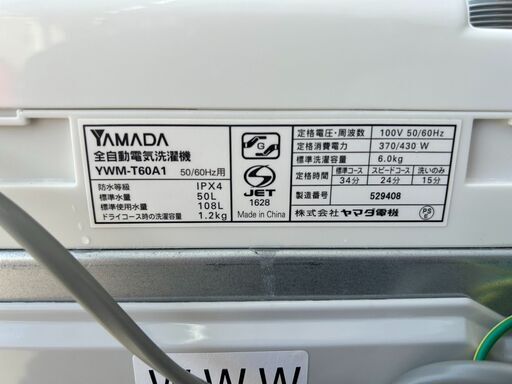 YAMADA
全自動電気洗濯機
YWM-T60A1 50/60Hz用
防水等級 IPX4
標準水量 50L
標準使用水量 108L
ドライコース時の洗濯容量 1.2kg
G
JET
1628
Made in China
定格電圧・周波数 100V 50/60Hz
定格消費電力 370/430 W
標準洗濯容量 6.0kg
定格時間 標準コース スピードコース 洗いのみ
34分 24分 15分
製造番号 529408
株式会社 ヤマダ電機
PS
E
W W W